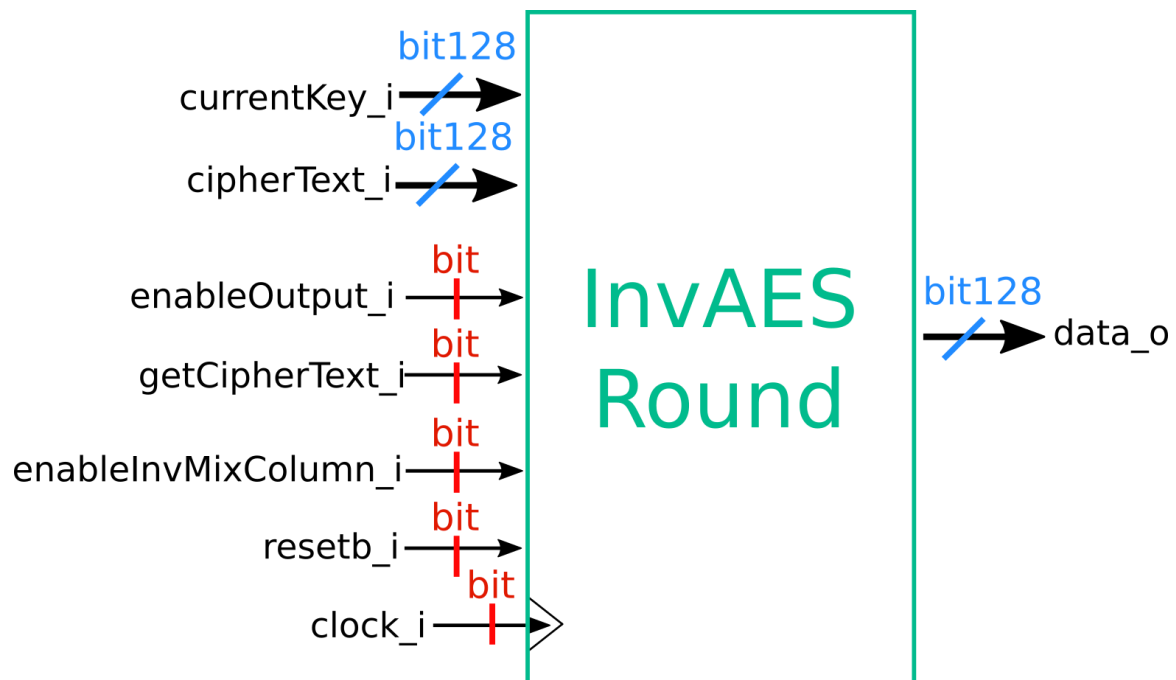 bit128
currentKey_i
bit128
cipherText_i
bit
enableOutput_i
bit
getCipherText_i
bit
enableInvMixColumn_i
bit
resetb_i
bit
clock_i
InvAES
Round
bit128
data_o